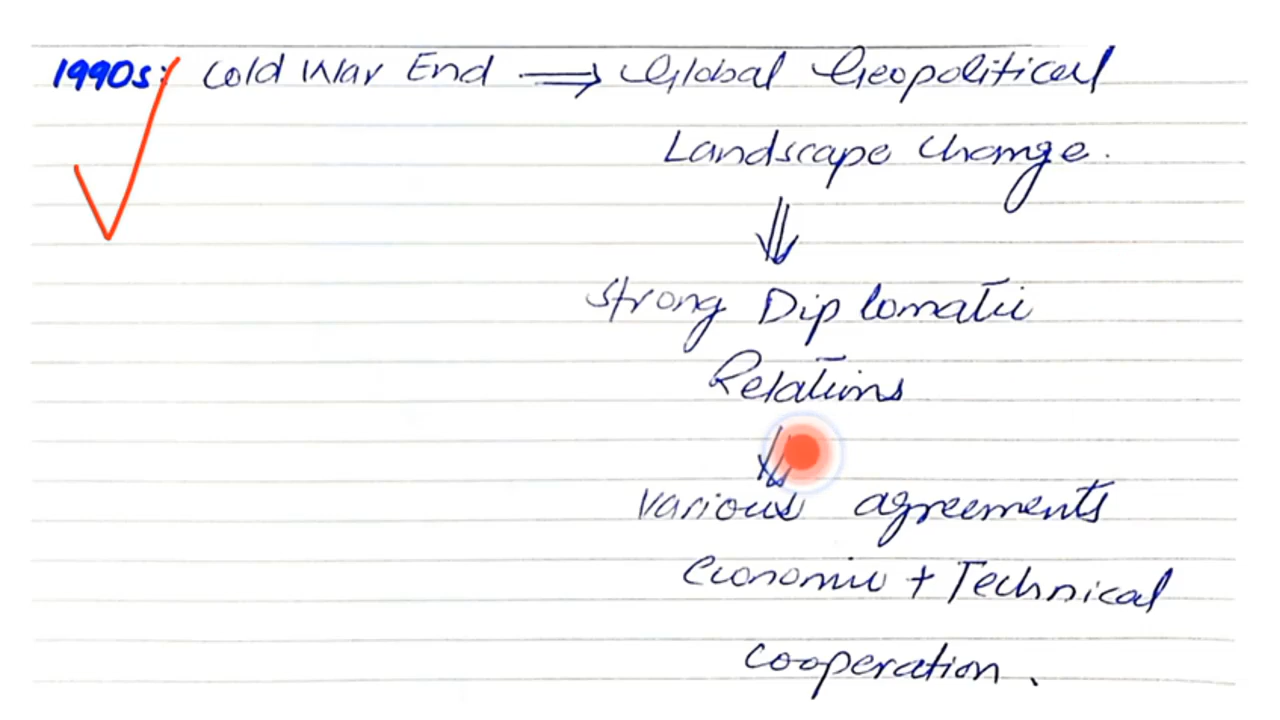 1990s: Cold War End ⟹ Global Geopolitical
Landscape Change.
⇓
Strong Diplomatic
Relations
⇓
Various agreements
Economic + Technical
Cooperation.